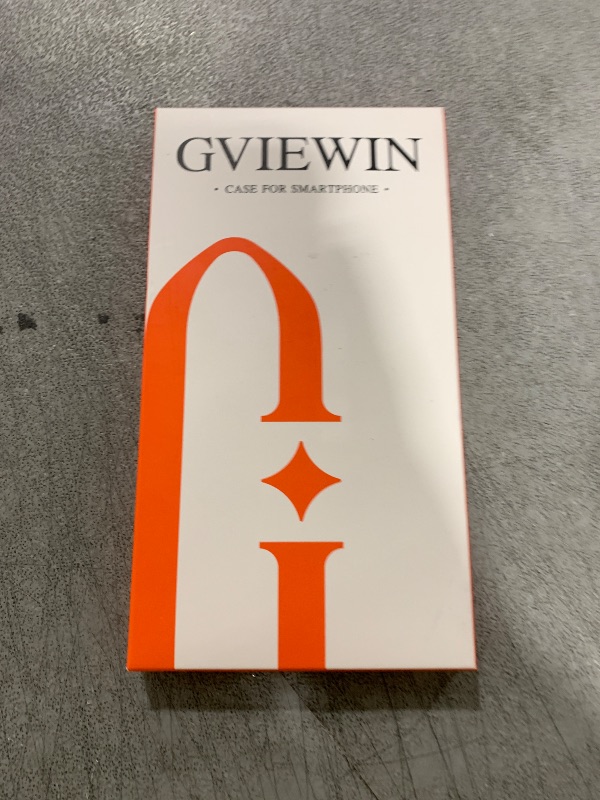 GVIEWIN
• CASE FOR SMARTPHONE •